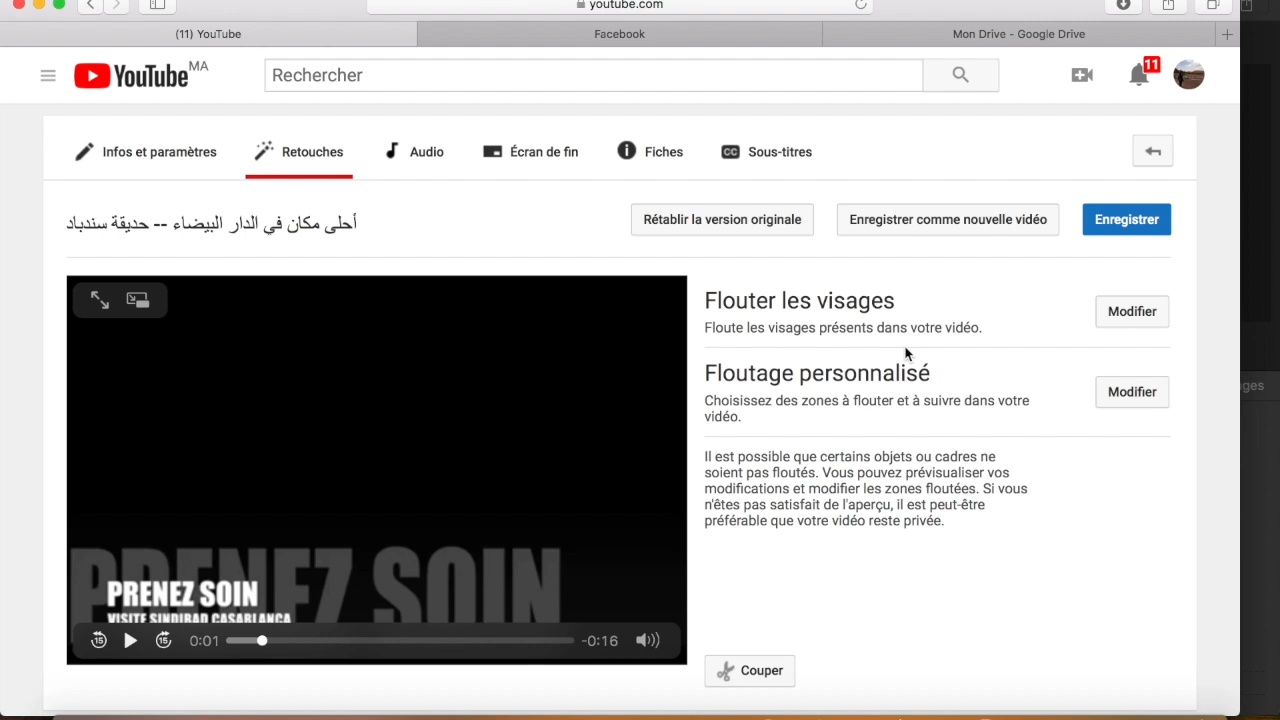 youtube.com
(11) YouTube
Facebook
Mon Drive - Google Drive
YouTube MA
Rechercher
11
Infos et paramètres
Retouches
Audio
Écran de fin
Fiches
CC Sous-titres
أحلى مكان في الدار البيضاء -- حديقة سندباد
Rétablir la version originale
Enregistrer comme nouvelle vidéo
Enregistrer
Flouter les visages
Floute les visages présents dans votre vidéo.
Modifier
Floutage personnalisé
Choisissez des zones à flouter et à suivre dans votre
vidéo.
Modifier
Il est possible que certains objets ou cadres ne
soient pas floutés. Vous pouvez prévisualiser vos
modifications et modifier les zones floutées. Si vous
n'êtes pas satisfait de l'aperçu, il est peut-être
préférable que votre vidéo reste privée.
PRENEZ SOIN
PRENEZ SOIN
VISITE SINDIBAD CASABLANCA
15
15
0:01
-0:16
Couper